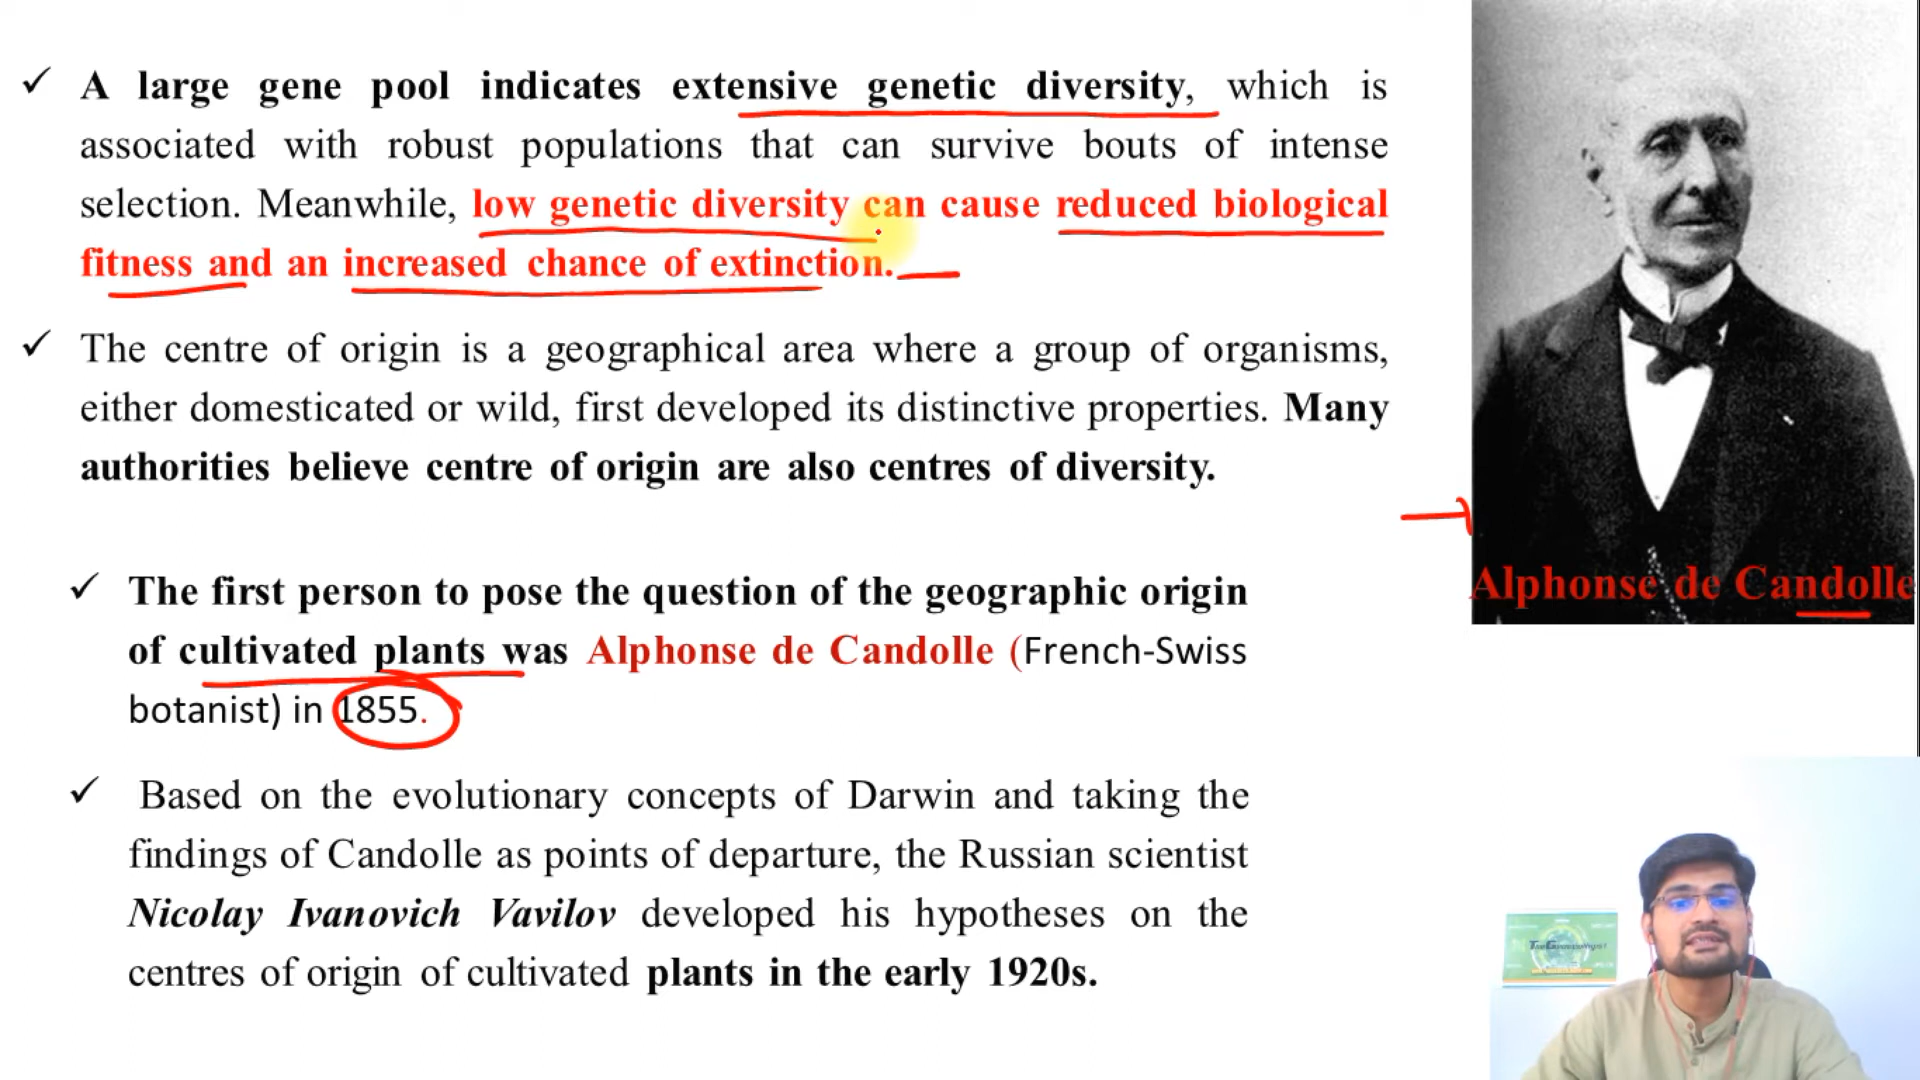 ✓ A large gene pool indicates extensive genetic diversity, which is
associated with robust populations that can survive bouts of intense
selection. Meanwhile, low genetic diversity can cause reduced biological
fitness and an increased chance of extinction.
✓ The centre of origin is a geographical area where a group of organisms,
either domesticated or wild, first developed its distinctive properties. Many
authorities believe centre of origin are also centres of diversity.
Alphonse de Candolle
✓ The first person to pose the question of the geographic origin
of cultivated plants was Alphonse de Candolle (French-Swiss
botanist) in 1855.
✓ Based on the evolutionary concepts of Darwin and taking the
findings of Candolle as points of departure, the Russian scientist
Nicolay Ivanovich Vavilov developed his hypotheses on the
centres of origin of cultivated plants in the early 1920s.